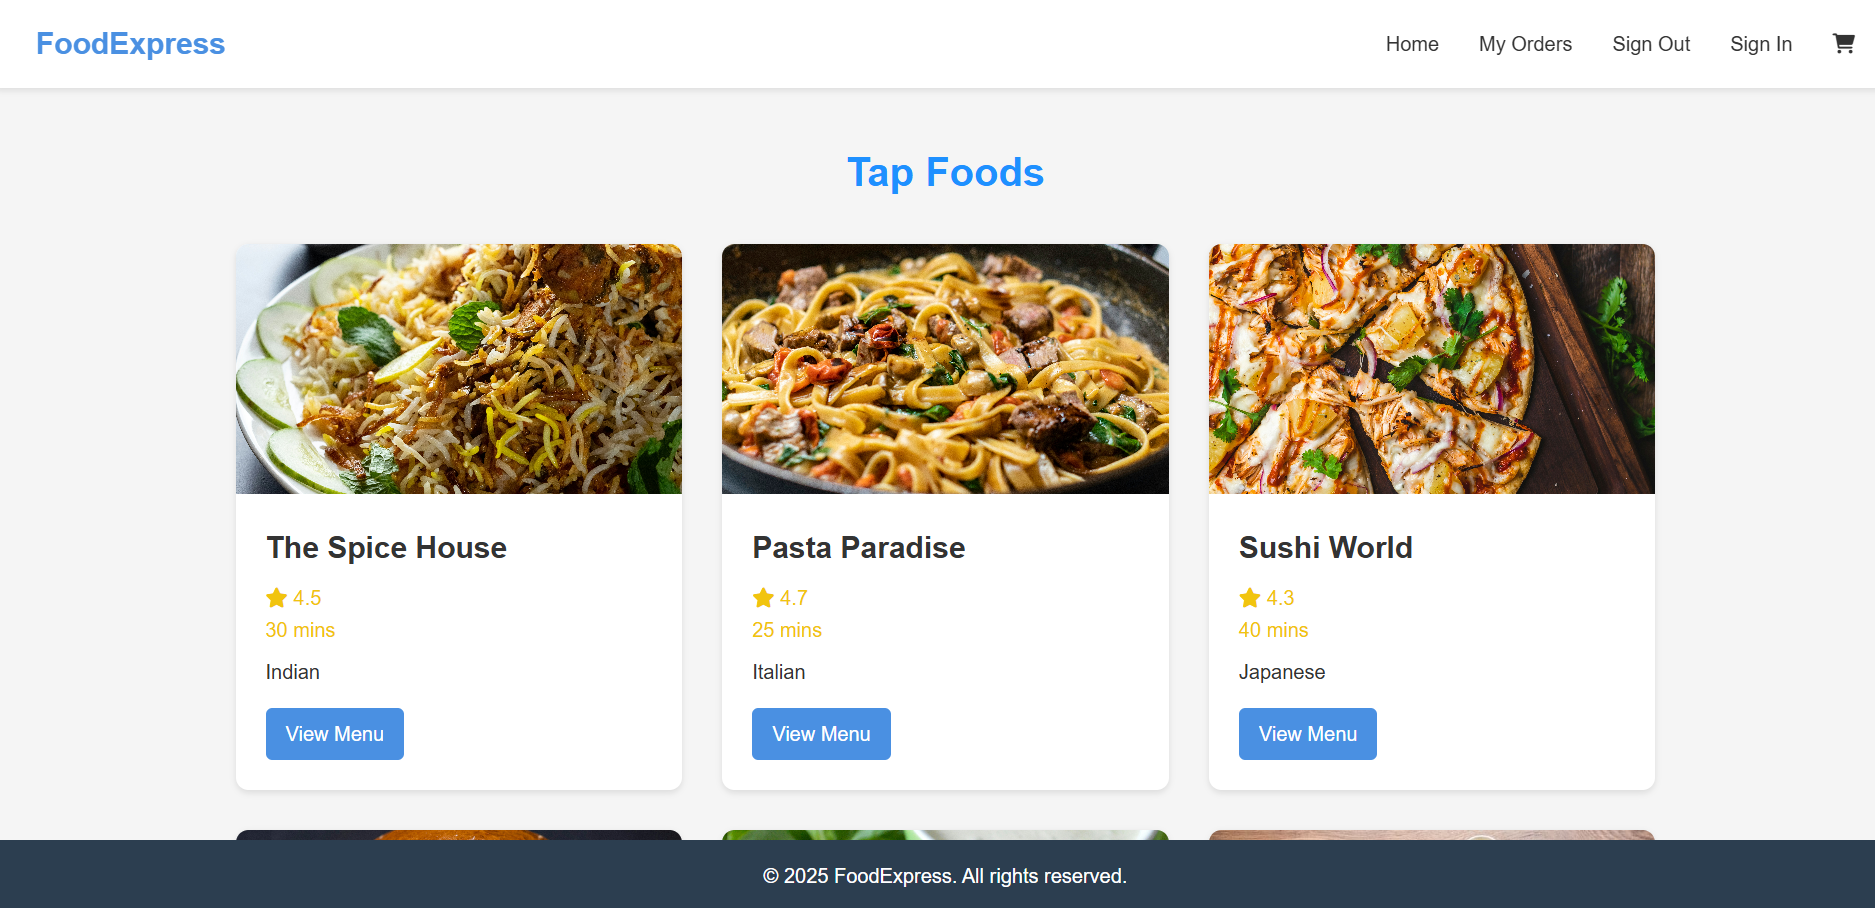 FoodExpress
Home My Orders Sign Out Sign In
Tap Foods
The Spice House
4.5
30 mins
Indian
View Menu
Pasta Paradise
4.7
25 mins
Italian
View Menu
Sushi World
4.3
40 mins
Japanese
View Menu
© 2025 FoodExpress. All rights reserved.